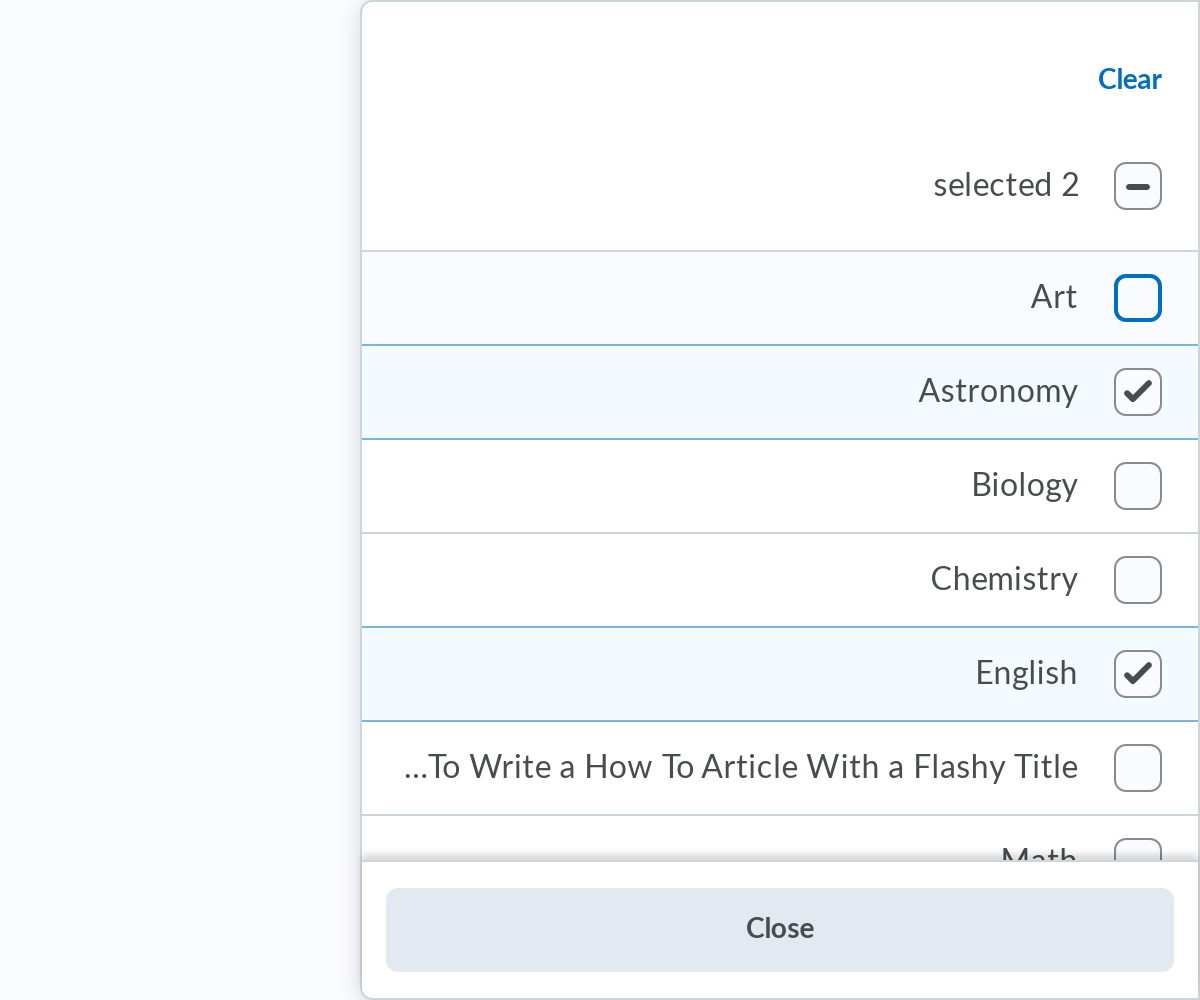 Clear
selected 2
Art
Astronomy
Biology
Chemistry
English
...To Write a How To Article With a Flashy Title
Math
Close